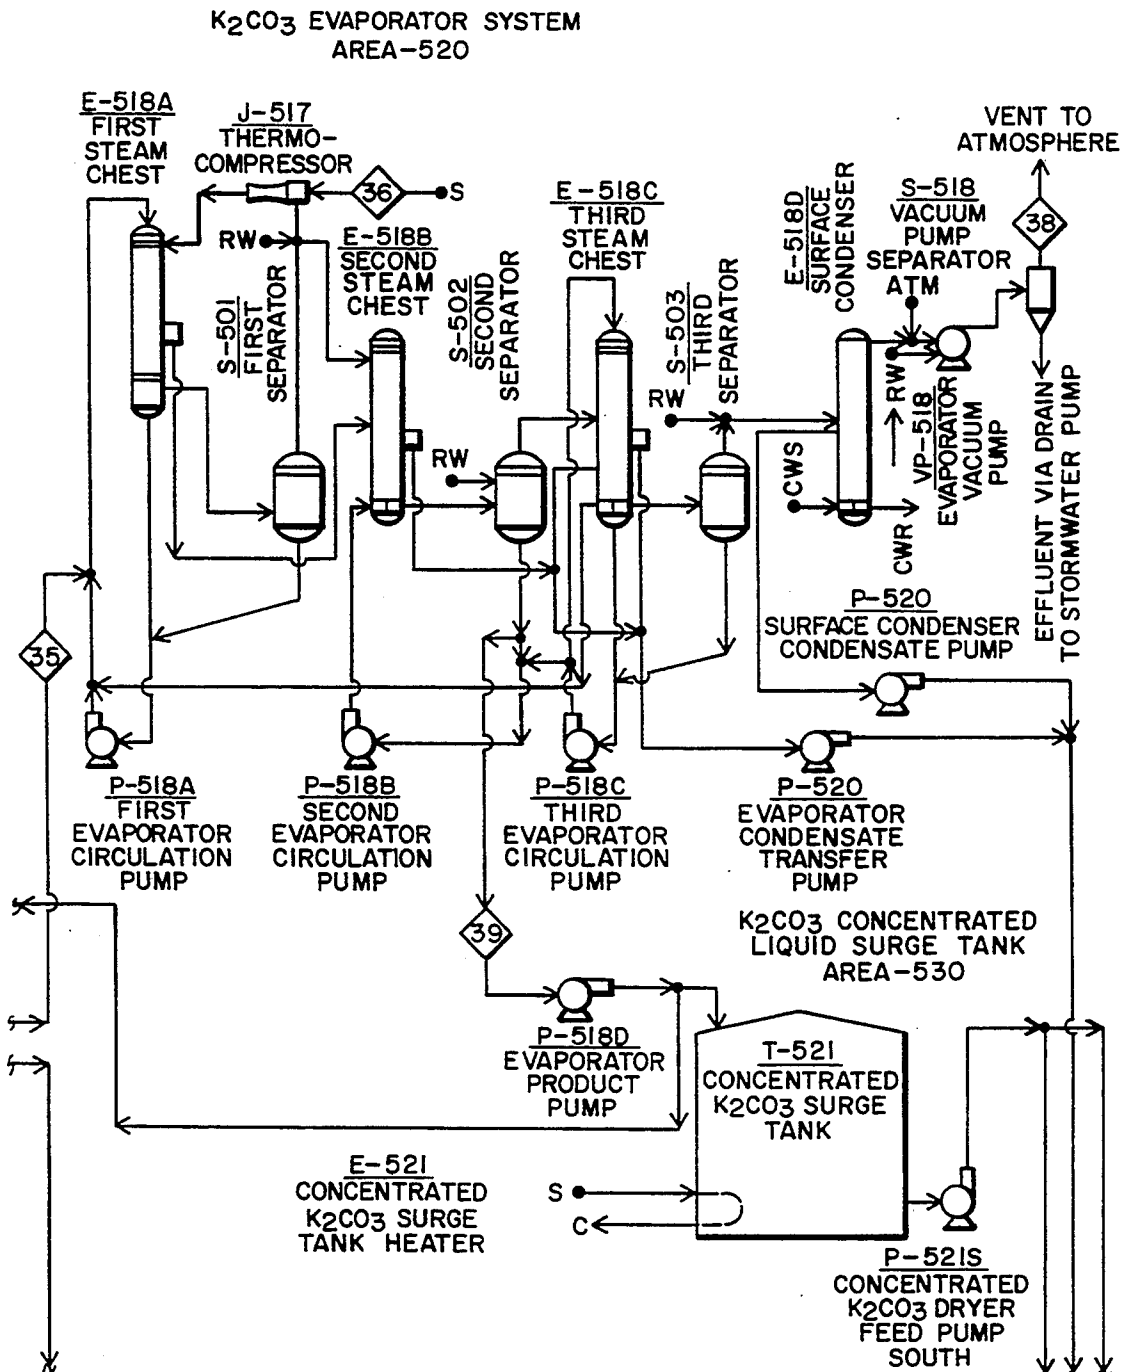 K2CO3 EVAPORATOR SYSTEM
AREA-520
E-518A
FIRST
STEAM
CHEST
J-517
THERMO-
COMPRESSOR
36
S
RW
E-518B
SECOND
STEAM
CHEST
S-501
FIRST
SEPARATOR
S-502
SECOND
SEPARATOR
RW
E-518C
THIRD
STEAM
CHEST
S-503
THIRD
SEPARATOR
RW
E-518D
SURFACE
CONDENSER
S-518
VACUUM
PUMP
SEPARATOR
ATM
VENT TO
ATMOSPHERE
38
RW
VP-518
EVAPORATOR
VACUUM
PUMP
CWS
CWR
EFFLUENT VIA DRAIN
TO STORMWATER PUMP
P-520
SURFACE CONDENSER
CONDENSATE PUMP
35
P-518A
FIRST
EVAPORATOR
CIRCULATION
PUMP
P-518B
SECOND
EVAPORATOR
CIRCULATION
PUMP
P-518C
THIRD
EVAPORATOR
CIRCULATION
PUMP
P-520
EVAPORATOR
CONDENSATE
TRANSFER
PUMP
39
K2CO3 CONCENTRATED
LIQUID SURGE TANK
AREA-530
P-518D
EVAPORATOR
PRODUCT
PUMP
T-521
CONCENTRATED
K2CO3 SURGE
TANK
E-521
CONCENTRATED
K2CO3 SURGE
TANK HEATER
S
C
P-521S
CONCENTRATED
K2CO3 DRYER
FEED PUMP
SOUTH